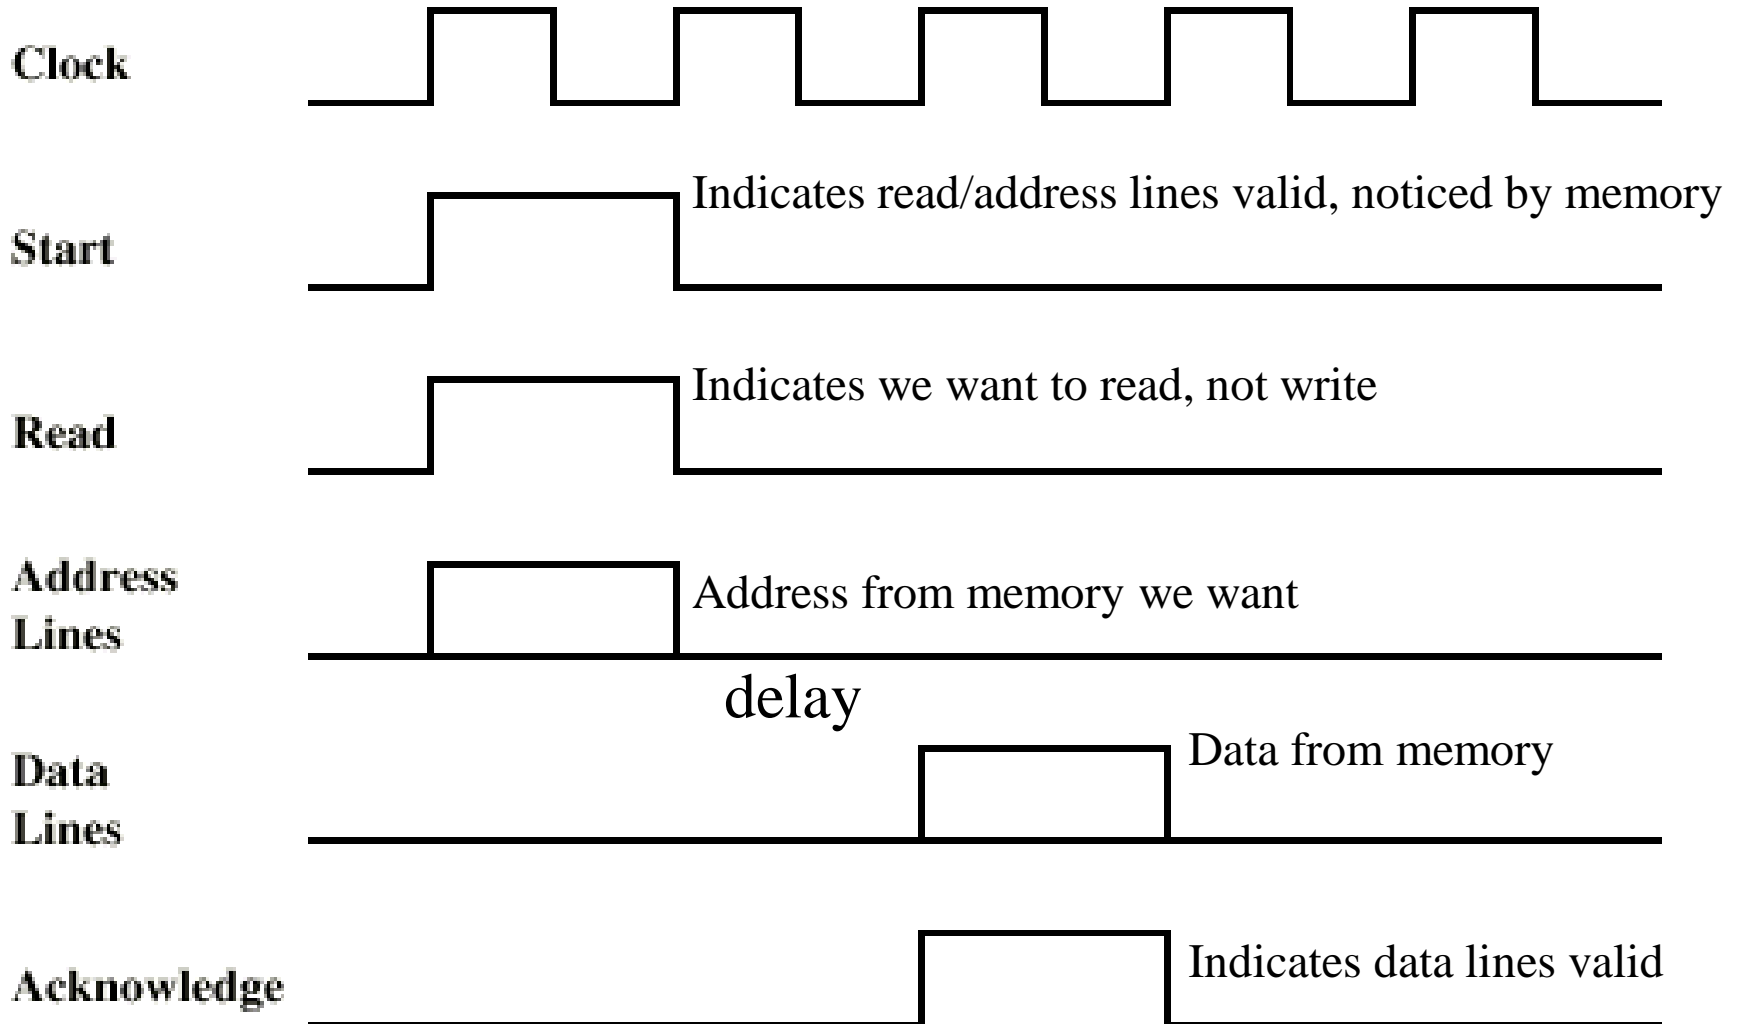 Clock
Indicates read/address lines valid, noticed by memory
Start
Indicates we want to read, not write
Read
Address
Lines
Address from memory we want
delay
Data
Lines
Data from memory
Acknowledge
Indicates data lines valid